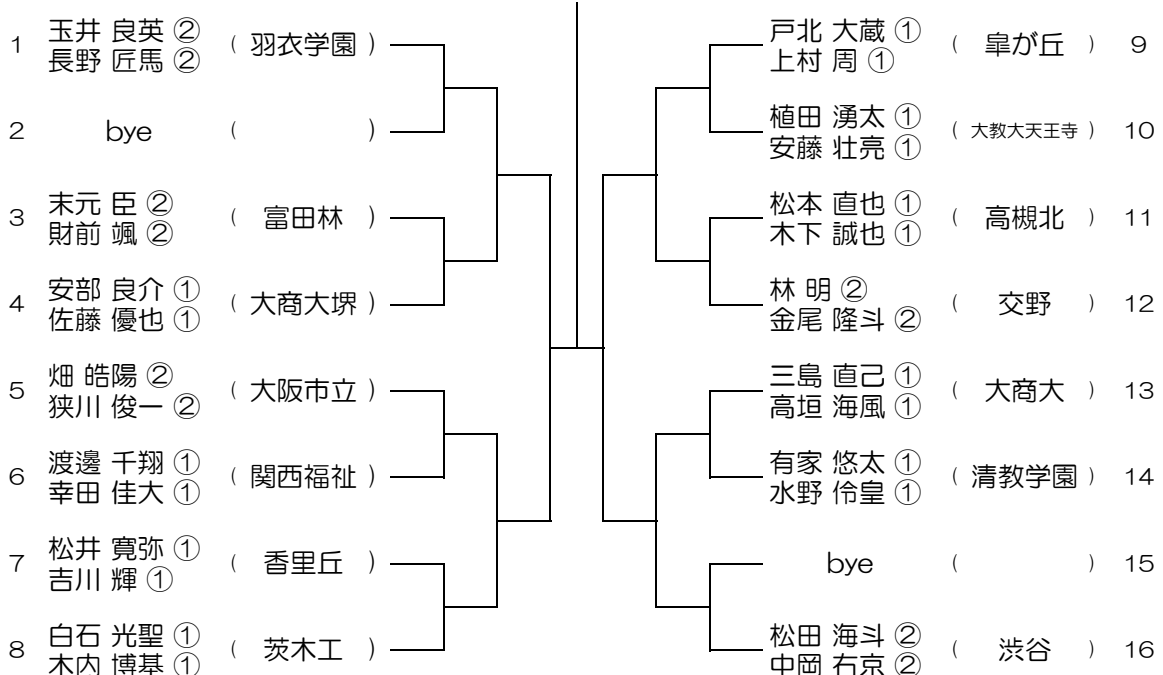 1 玉井 良英 ② ( 羽衣学園 )
長野 匠馬 ②
2 bye ( )
3 末元 臣 ② ( 富田林 )
財前 颯 ②
4 安部 良介 ① ( 大商大堺 )
佐藤 優也 ①
5 畑 皓陽 ② ( 大阪市立 )
狭川 俊一 ②
6 渡邊 千翔 ① ( 関西福祉 )
幸田 佳大 ①
7 松井 寛弥 ① ( 香里丘 )
吉川 輝 ①
8 白石 光聖 ① ( 茨木工 )
木内 博基 ①
戸北 大蔵 ① ( 皐が丘 ) 9
上村 周 ①
植田 湧太 ① ( 大教大天王寺 ) 10
安藤 壮亮 ①
松本 直也 ① ( 高槻北 ) 11
木下 誠也 ①
林 明 ② ( 交野 ) 12
金尾 隆斗 ②
三島 直己 ① ( 大商大 ) 13
高垣 海風 ①
有家 悠太 ① ( 清教学園 ) 14
水野 伶皇 ①
bye ( ) 15
松田 海斗 ② ( 渋谷 ) 16
中岡 右京 ②